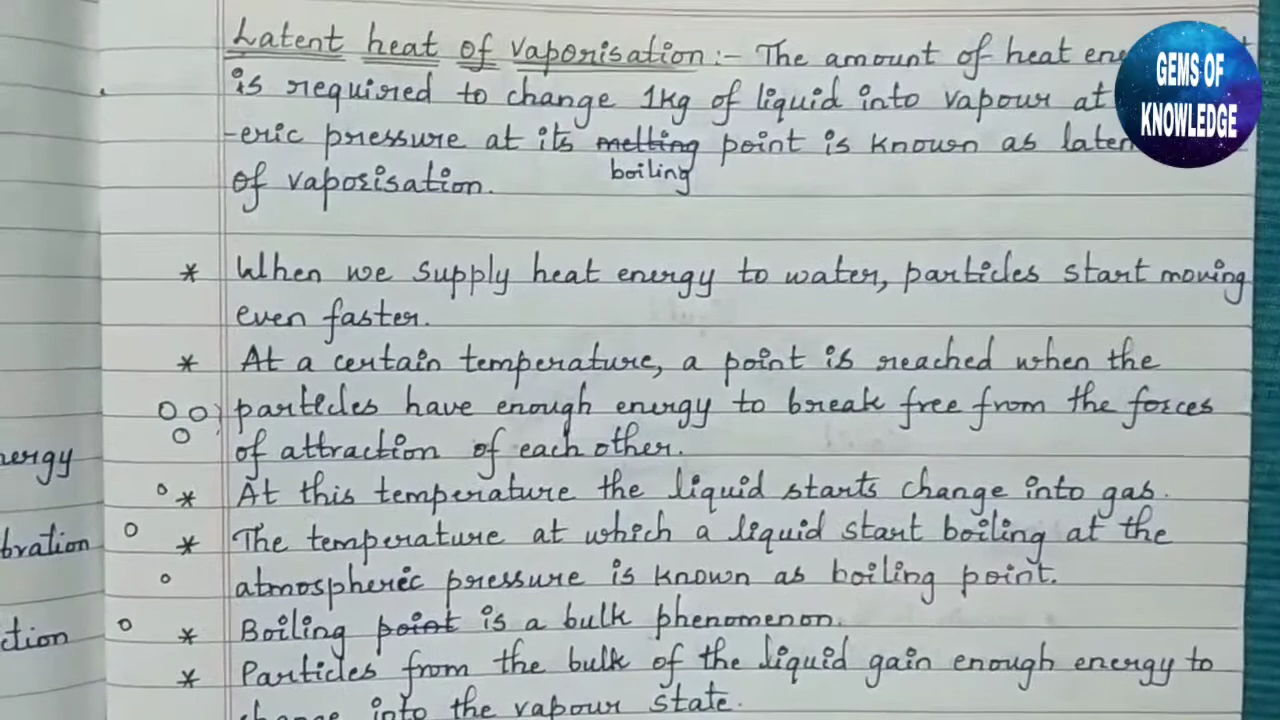 Latent heat of vaporisation:- The amount of heat
is required to change 1kg of liquid into vapour at
-eric pressure at its melting point is known as
boiling
of vaporisation.
* When we supply heat energy to water, particles start moving
even faster.
* At a certain temperature, a point is reached when the
particles have enough energy to break free from the forces
of attraction of each other.
* At this temperature the liquid starts change into gas.
* The temperature at which a liquid start boiling at the
atmospheric pressure is known as boiling point.
* Boiling point is a bulk phenomenon.
* Particles from the bulk of the liquid gain enough energy to
change into the vapour state.
nergy
bration
ction
GEMS OF
KNOWLEDGE